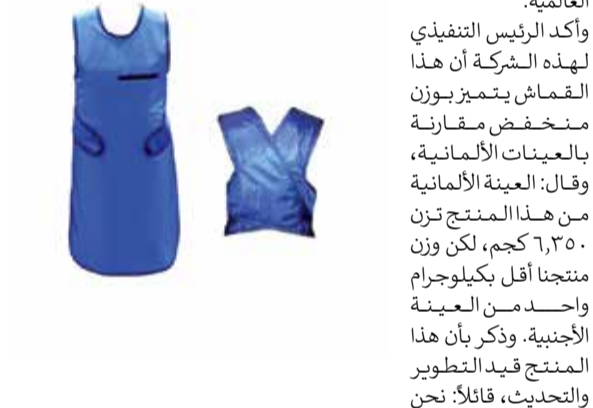 العالمية.
وأكد الرئيس التنفيذي
لهذه الشركة أن هذا
القماش يتميز بوزن
منخفض مقارنة
بالعينات الألمانية،
وقال: العينة الألمانية
من هذا المنتج تزن
٦,٣٥٠ كجم، لكن وزن
منتجنا أقل بكيلوجرام
واحد من العينة
الأجنبية. وذكر بأن هذا
المنتج قيد التطوير
والتحديث، قائلاً: نحن